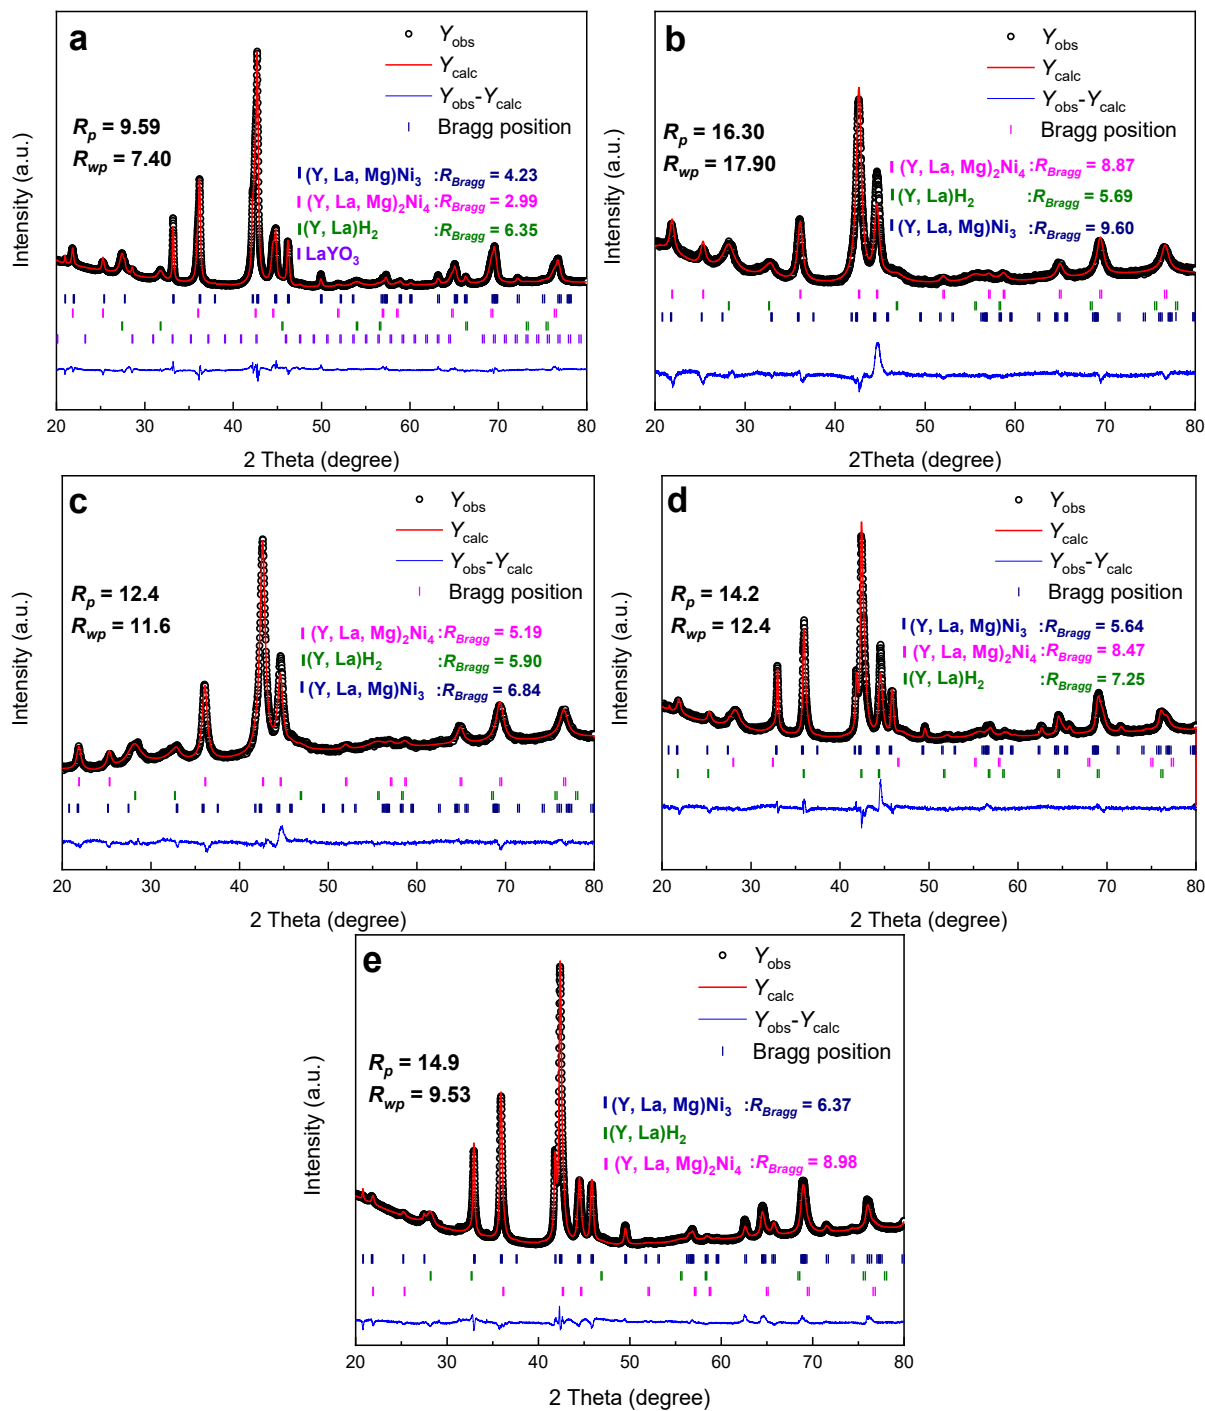 a
Y_obs
Y_calc
Y_obs-Y_calc
Bragg position
R_p = 9.59
R_wp = 7.40
(Y, La, Mg)Ni_3 :R_Bragg = 4.23
(Y, La, Mg)_2Ni_4 :R_Bragg = 2.99
(Y, La)H_2 :R_Bragg = 6.35
LaYO_3
Intensity (a.u.)
20 30 40 50 60 70 80
2 Theta (degree)
b
Y_obs
Y_calc
Y_obs-Y_calc
Bragg position
R_p = 16.30
R_wp = 17.90
(Y, La, Mg)_2Ni_4 :R_Bragg = 8.87
(Y, La)H_2 :R_Bragg = 5.69
(Y, La, Mg)Ni_3 :R_Bragg = 9.60
Intensity (a.u.)
20 30 40 50 60 70 80
2Theta (degree)
c
Y_obs
Y_calc
Y_obs-Y_calc
Bragg position
R_p = 12.4
R_wp = 11.6
(Y, La, Mg)_2Ni_4 :R_Bragg = 5.19
(Y, La)H_2 :R_Bragg = 5.90
(Y, La, Mg)Ni_3 :R_Bragg = 6.84
Intensity (a.u.)
20 30 40 50 60 70 80
2 Theta (degree)
d
Y_obs
Y_calc
Y_obs-Y_calc
Bragg position
R_p = 14.2
R_wp = 12.4
(Y, La, Mg)Ni_3 :R_Bragg = 5.64
(Y, La, Mg)_2Ni_4 :R_Bragg = 8.47
(Y, La)H_2 :R_Bragg = 7.25
Intensity (a.u.)
20 30 40 50 60 70 80
2 Theta (degree)
e
Y_obs
Y_calc
Y_obs-Y_calc
Bragg position
R_p = 14.9
R_wp = 9.53
(Y, La, Mg)Ni_3 :R_Bragg = 6.37
(Y, La)H_2
(Y, La, Mg)_2Ni_4 :R_Bragg = 8.98
Intensity (a.u.)
20 30 40 50 60 70 80
2 Theta (degree)